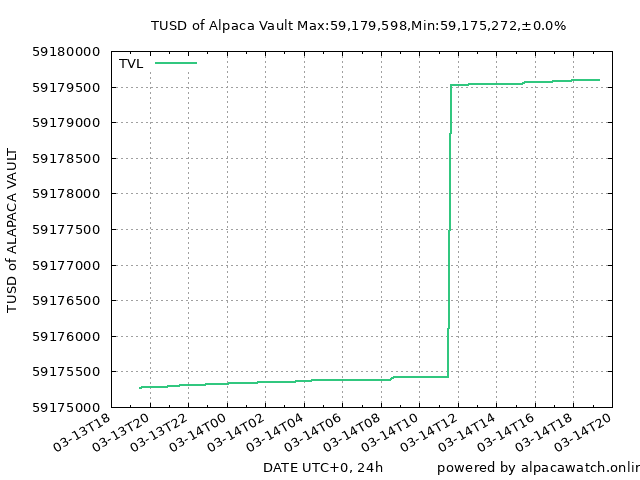 TUSD of Alpaca Vault Max:59,179,598,Min:59,175,272,±0.0%
TVL
59180000
59179500
59179000
59178500
59178000
59177500
59177000
59176500
59176000
59175500
59175000
TUSD of ALAPACA VAULT
03-13T18
03-13T20
03-13T22
03-14T00
03-14T02
03-14T04
03-14T06
03-14T08
03-14T10
03-14T12
03-14T14
03-14T16
03-14T18
03-14T20
DATE UTC+0, 24h
powered by alpacawatch.onlin